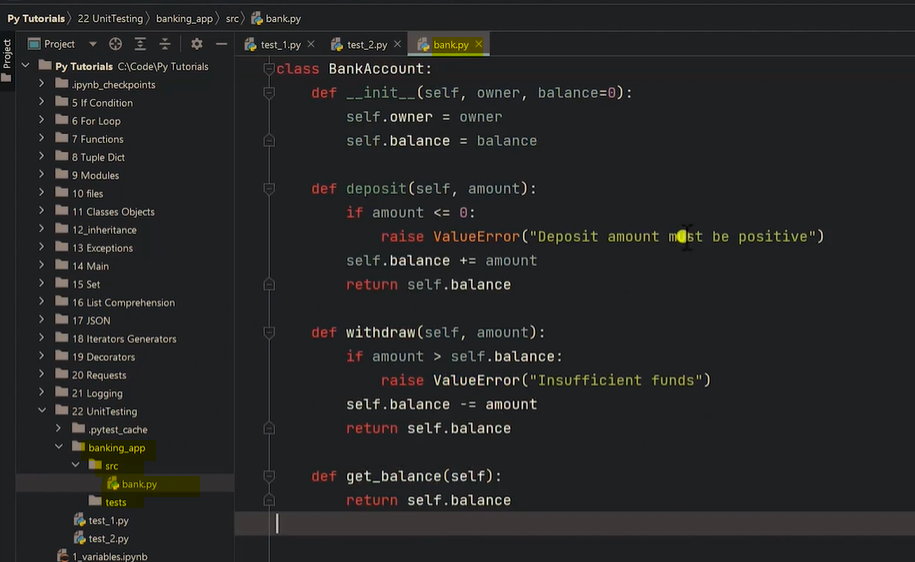 Py Tutorials 22 UnitTesting banking_app src bank.py
Project
Project
test_1.py
test_2.py
bank.py
Py Tutorials C:\Code\Py Tutorials
.ipynb_checkpoints
5 If Condition
6 For Loop
7 Functions
8 Tuple Dict
9 Modules
10 files
11 Classes Objects
12_inheritance
13 Exceptions
14 Main
15 Set
16 List Comprehension
17 JSON
18 Iterators Generators
19 Decorators
20 Requests
21 Logging
22 UnitTesting
.pytest_cache
banking_app
src
bank.py
tests
test_1.py
test_2.py
1_variables.ipynb
class BankAccount:
def __init__(self, owner, balance=0):
self.owner = owner
self.balance = balance
def deposit(self, amount):
if amount <= 0:
raise ValueError("Deposit amount must be positive")
self.balance += amount
return self.balance
def withdraw(self, amount):
if amount > self.balance:
raise ValueError("Insufficient funds")
self.balance -= amount
return self.balance
def get_balance(self):
return self.balance